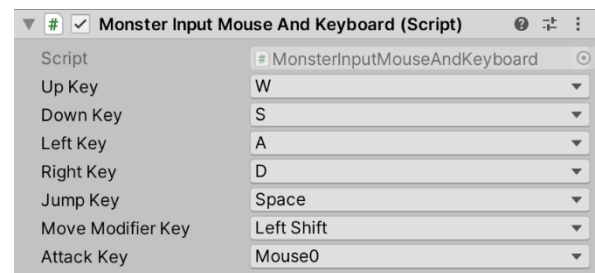 # Monster Input Mouse And Keyboard (Script)
Script # MonsterInputMouseAndKeyboard
Up Key W
Down Key S
Left Key A
Right Key D
Jump Key Space
Move Modifier Key Left Shift
Attack Key Mouse0